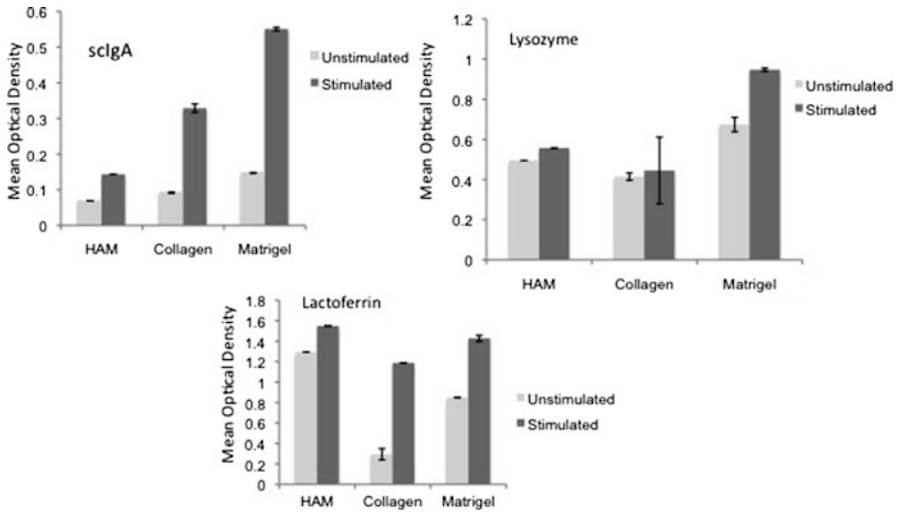 scIgA
Mean Optical Density
0.6
0.5
0.4
0.3
0.2
0.1
0
HAM Collagen Matrigel
Unstimulated
Stimulated
Lysozyme
Mean Optical Density
1.2
1
0.8
0.6
0.4
0.2
0
HAM Collagen Matrigel
Unstimulated
Stimulated
Lactoferrin
Mean Optical Density
1.8
1.6
1.4
1.2
1
0.8
0.6
0.4
0.2
0
HAM Collagen Matrigel
Unstimulated
Stimulated